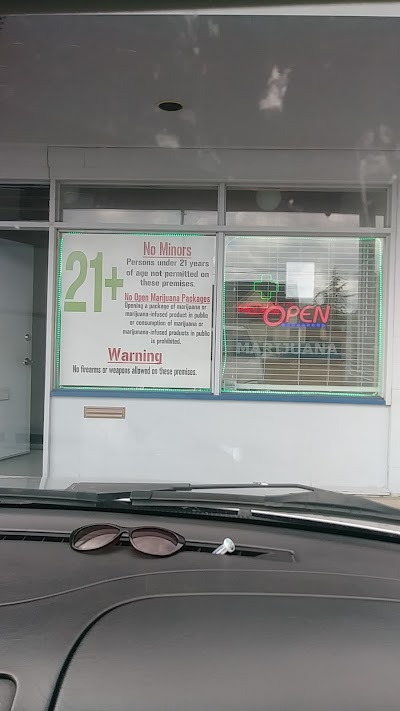 21+
No Minors
Persons under 21 years
of age not permitted on
these premises.
No Open Marijuana Packages
Opening a package of marijuana or
marijuana-infused product in public
or consumption of marijuana or
marijuana-infused products in public
is prohibited.
Warning
No firearms or weapons allowed on these premises.
OPEN
MARIJUANA